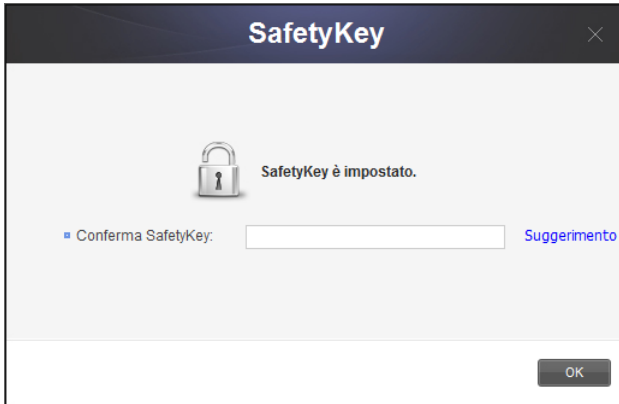 SafetyKey
SafetyKey è impostato.
Conferma SafetyKey:
Suggerimento
OK